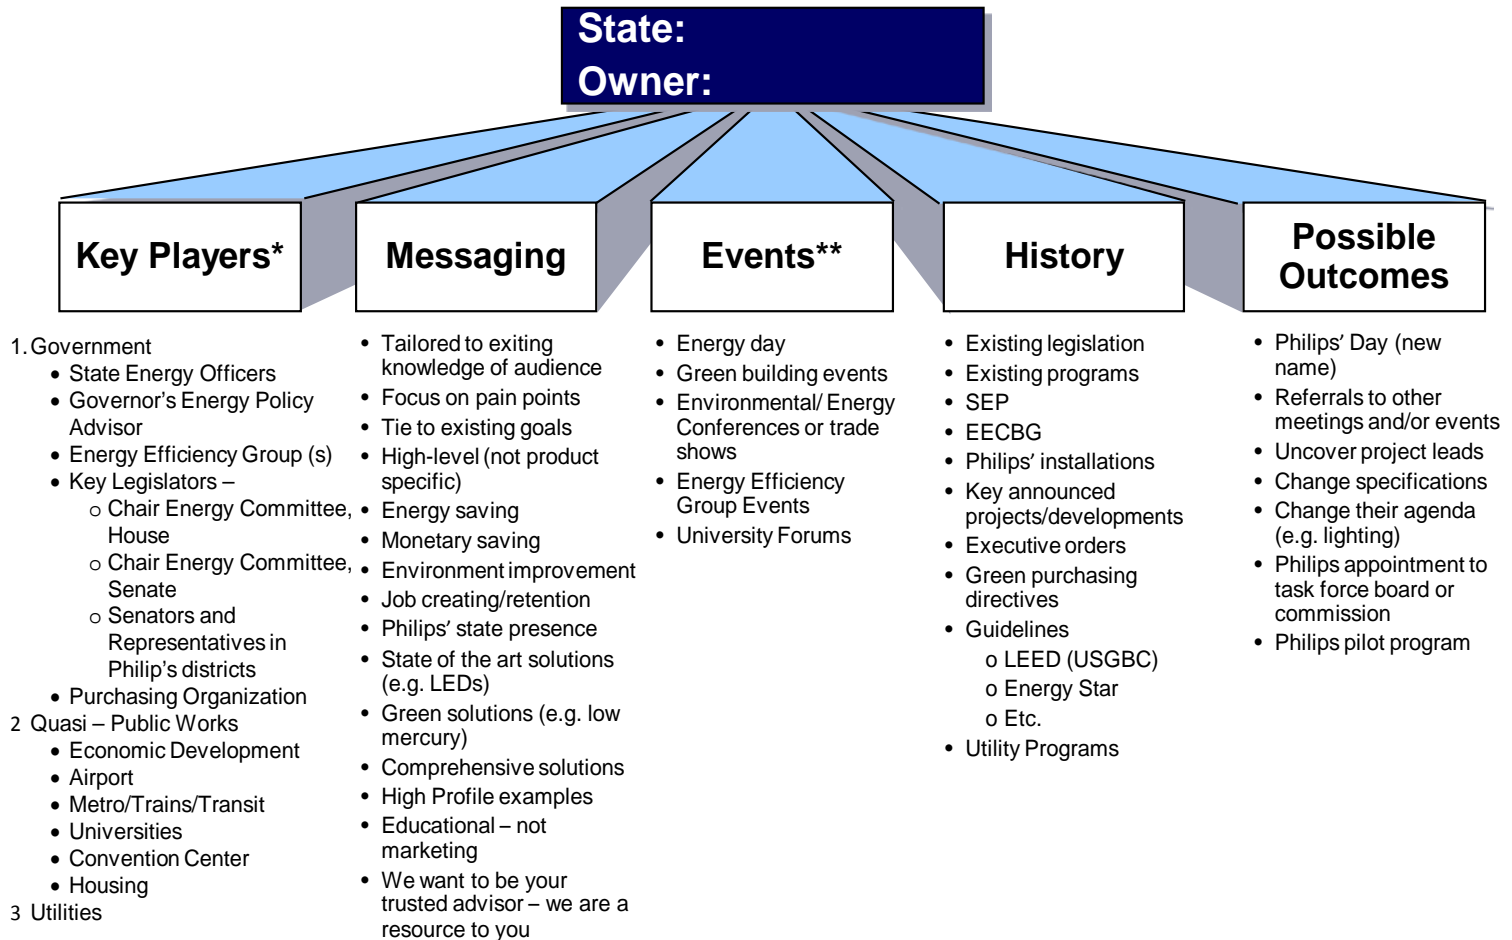 State:
Owner:
Key Players*
1. Government
• State Energy Officers
• Governor’s Energy Policy
Advisor
• Energy Efficiency Group (s)
• Key Legislators –
o Chair Energy Committee,
House
o Chair Energy Committee,
Senate
o Senators and
Representatives in
Philip’s districts
• Purchasing Organization
2 Quasi – Public Works
• Economic Development
• Airport
• Metro/Trains/Transit
• Universities
• Convention Center
• Housing
3 Utilities
Messaging
• Tailored to exiting
knowledge of audience
• Focus on pain points
• Tie to existing goals
• High-level (not product
specific)
• Energy saving
• Monetary saving
• Environment improvement
• Job creating/retention
• Philips’ state presence
• State of the art solutions
(e.g. LEDs)
• Green solutions (e.g. low
mercury)
• Comprehensive solutions
• High Profile examples
• Educational – not
marketing
• We want to be your
trusted advisor – we are a
resource to you
Events**
• Energy day
• Green building events
• Environmental/ Energy
Conferences or trade
shows
• Energy Efficiency
Group Events
• University Forums
History
• Existing legislation
• Existing programs
• SEP
• EECBG
• Philips’ installations
• Key announced
projects/developments
• Executive orders
• Green purchasing
directives
• Guidelines
o LEED (USGBC)
o Energy Star
o Etc.
• Utility Programs
Possible
Outcomes
• Philips’ Day (new
name)
• Referrals to other
meetings and/or events
• Uncover project leads
• Change specifications
• Change their agenda
(e.g. lighting)
• Philips appointment to
task force board or
commission
• Philips pilot program